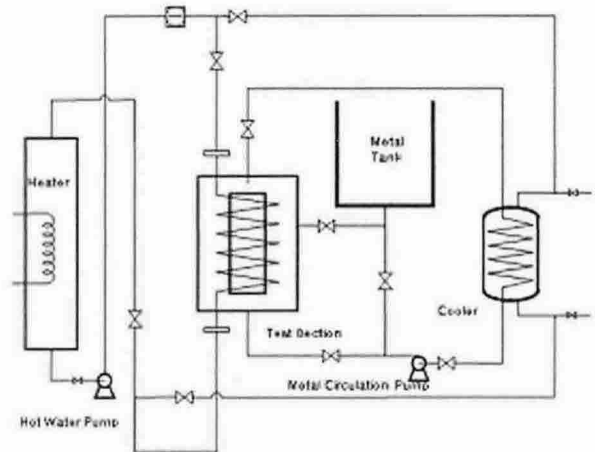 Metal
Tank
Heater
Cooler
Test Section
Metal Circulation Pump
Hot Water Pump